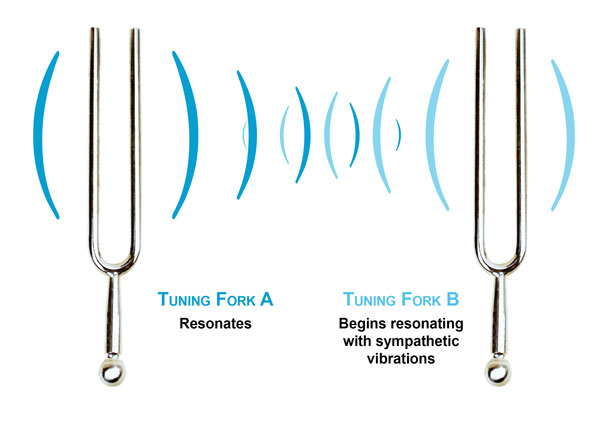 Tuning Fork A
Resonates
Tuning Fork B
Begins resonating
with sympathetic
vibrations